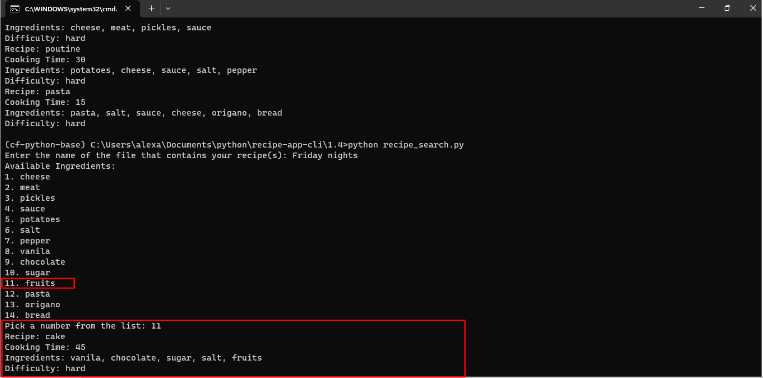 C:\WINDOWS\system32\cmd.
Ingredients: cheese, meat, pickles, sauce
Difficulty: hard
Recipe: poutine
Cooking Time: 30
Ingredients: potatoes, cheese, sauce, salt, pepper
Difficulty: hard
Recipe: pasta
Cooking Time: 15
Ingredients: pasta, salt, sauce, cheese, origano, bread
Difficulty: hard
(cf-python-base) C:\Users\alexa\Documents\python\recipe-app-cli\1.4>python recipe_search.py
Enter the name of the file that contains your recipe(s): Friday nights
Available Ingredients:
1. cheese
2. meat
3. pickles
4. sauce
5. potatoes
6. salt
7. pepper
8. vanila
9. chocolate
10. sugar
11. fruits
12. pasta
13. origano
14. bread
Pick a number from the list: 11
Recipe: cake
Cooking Time: 45
Ingredients: vanila, chocolate, sugar, salt, fruits
Difficulty: hard